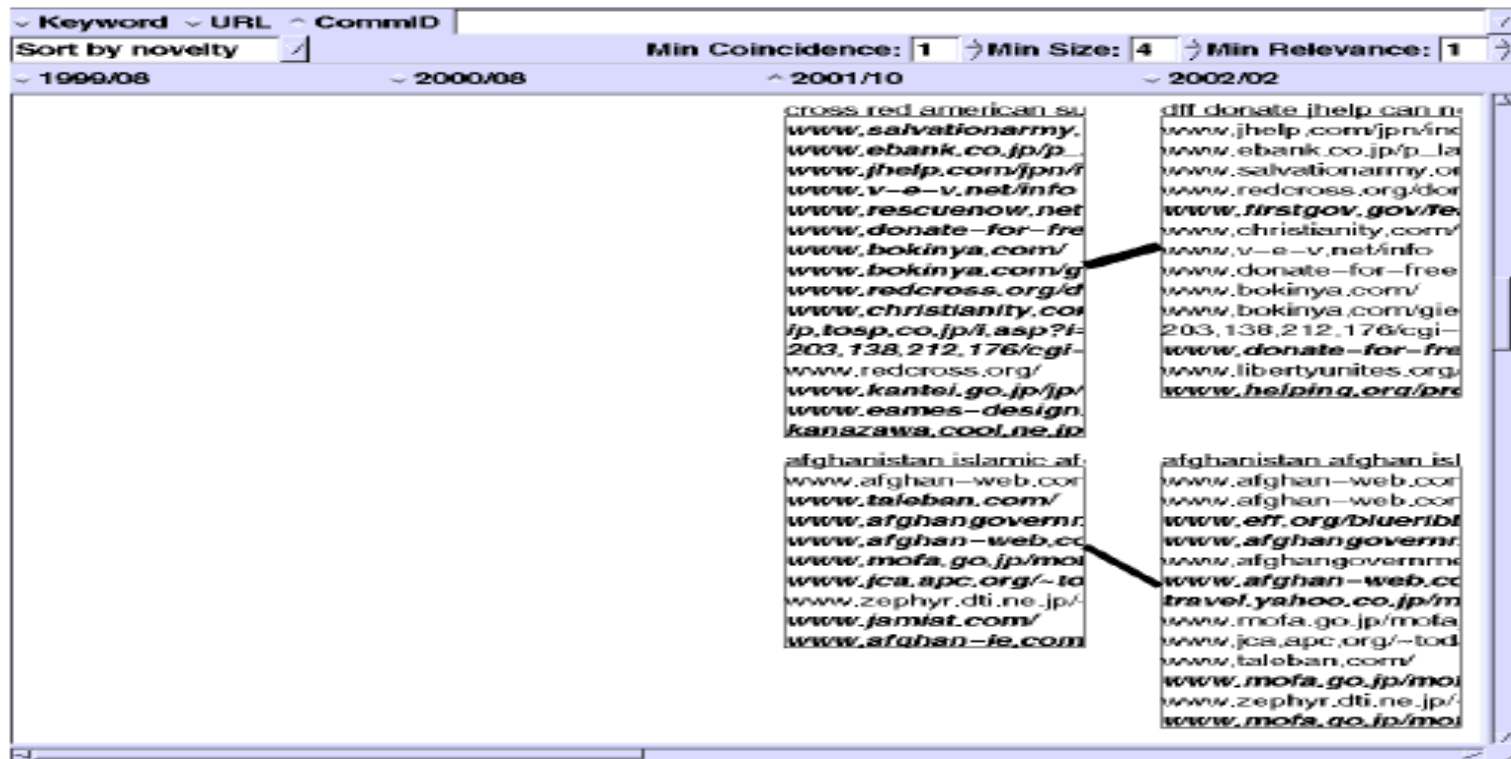 Keyword URL CommID
Sort by novelty Min Coincidence: 1 Min Size: 4 Min Relevance: 1
1999/08 2000/08 2001/10 2002/02
cross red american su
www.salvationarmy.
www.ebank.co.jp/p_
www.jhelp.com/jpn/i
www.v-e-v.net/info
www.rescuenow.net
www.donate-for-fre
www.bokinya.com/
www.bokinya.com/g
www.redcross.org/d
www.christianity.com
jp.tosp.co.jp/i.asp?i=
203.138.212.176/cgi-
www.redcross.org/
www.kantei.go.jp/jp/
www.eames-design.
kanazawa.cool.ne.jp
afghanistan islamic af
www.afghan-web.com
www.taleban.com/
www.afghangovernm
www.afghan-web.co
www.mofa.go.jp/mo
www.jca.apc.org/~to
www.zephyr.dti.ne.jp/
www.jamiat.com/
www.afghan-ie.com
dff donate jhelp can n
www.jhelp.com/jpn/ind
www.ebank.co.jp/p_la
www.salvationarmy.or
www.redcross.org/don
www.firstgov.gov/fea
www.christianity.com/
www.v-e-v.net/info
www.donate-for-free
www.bokinya.com/
www.bokinya.com/gie
203.138.212.176/cgi-
www.donate-for-fre
www.libertyunites.org/
www.helping.org/pro
afghanistan afghan isl
www.afghan-web.com
www.afghan-web.com
www.eff.org/blueribb
www.afghangovernm
www.afghangovernme
www.afghan-web.co
travel.yahoo.co.jp/m
www.mofa.go.jp/mofa
www.jca.apc.org/~tod
www.taleban.com/
www.mofa.go.jp/mo
www.zephyr.dti.ne.jp/
www.mofa.go.jp/mo